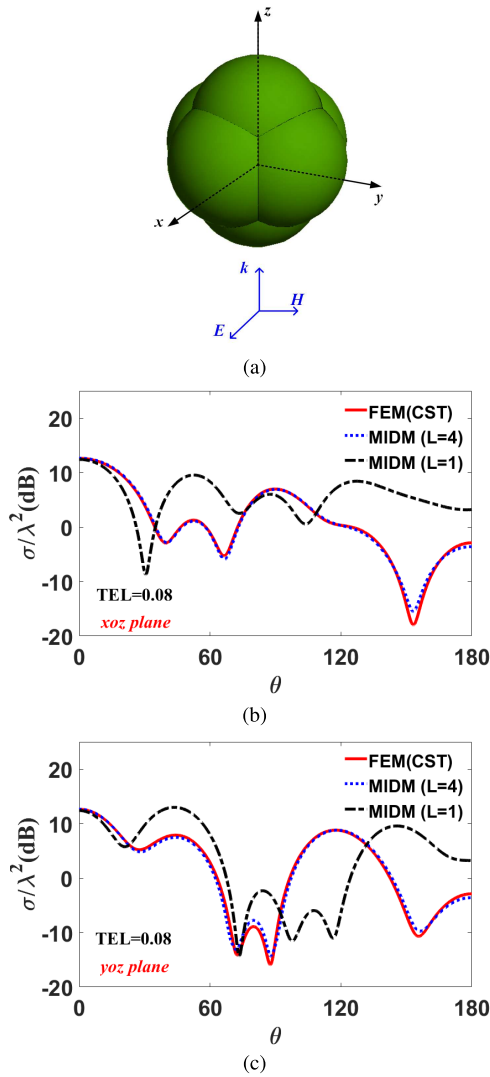 z
x
y
k
H
E
(a)
20
10
0
-10
-20
σ/λ²(dB)
FEM(CST)
MIDM (L=4)
MIDM (L=1)
TEL=0.08
xoz plane
0
60
120
180
θ
(b)
20
10
0
-10
-20
σ/λ²(dB)
FEM(CST)
MIDM (L=4)
MIDM (L=1)
TEL=0.08
yoz plane
0
60
120
180
θ
(c)